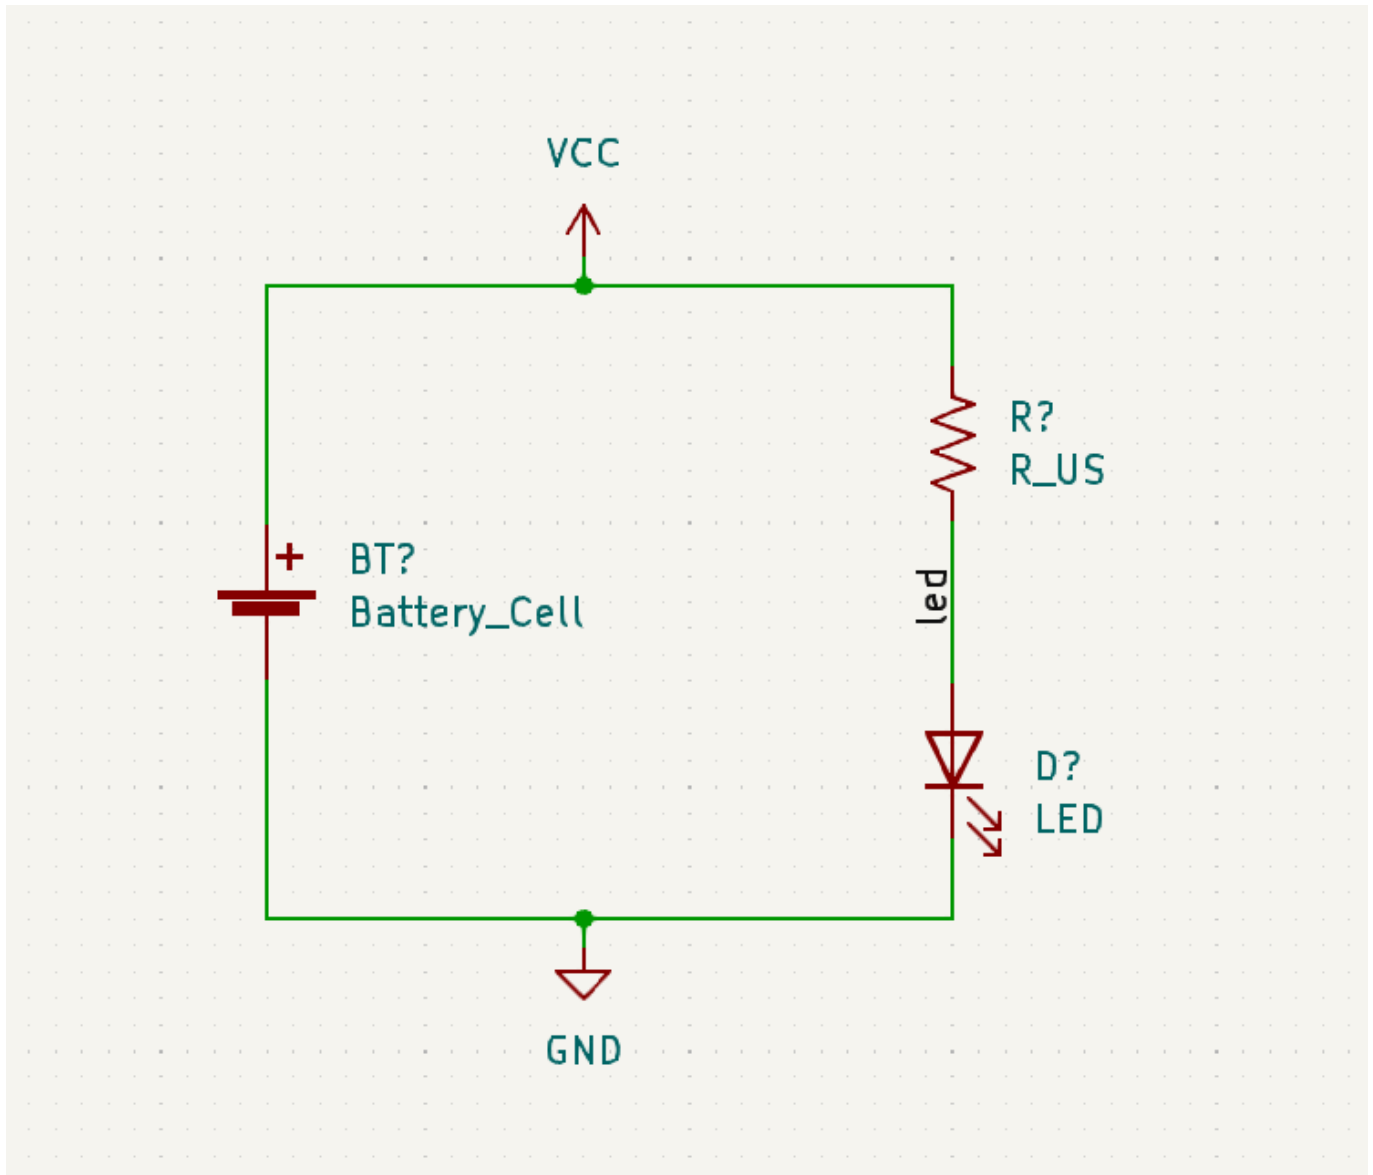 VCC
R?
R_US
BT?
Battery_Cell
led
D?
LED
GND